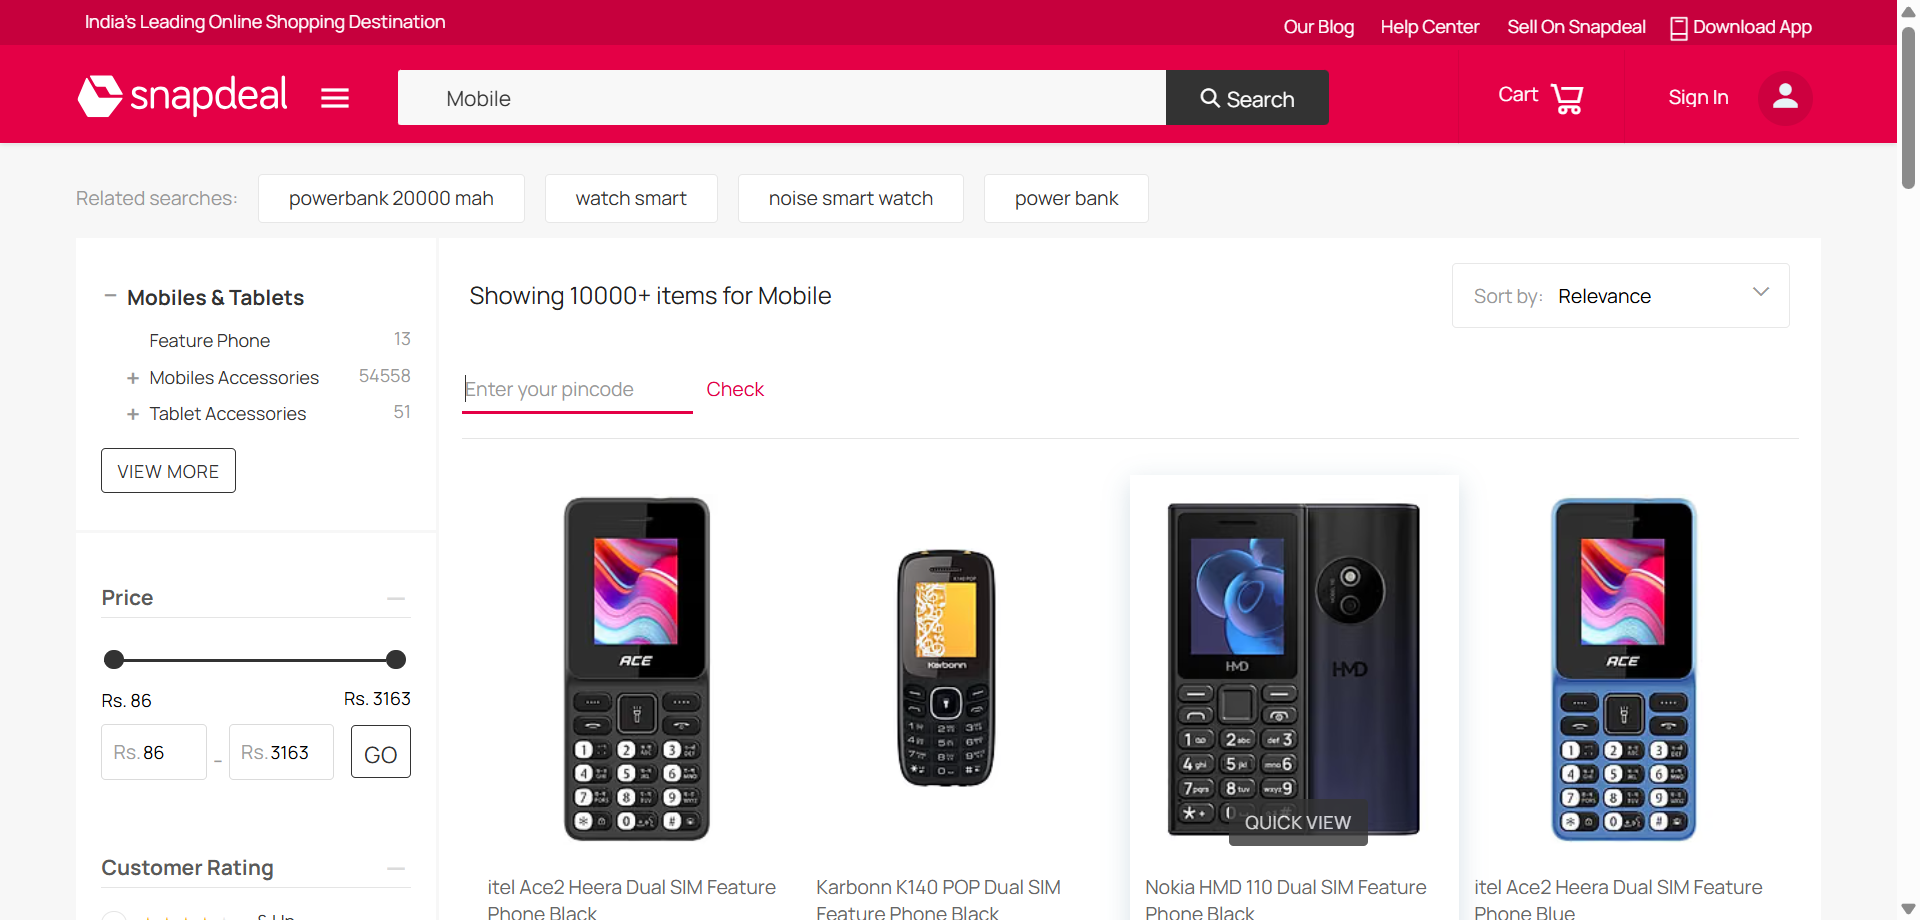 India's Leading Online Shopping Destination
Our Blog Help Center Sell On Snapdeal Download App
snapdeal
Mobile
Search
Cart
Sign In
Related searches: powerbank 20000 mah watch smart noise smart watch power bank
Mobiles & Tablets
Feature Phone 13
+ Mobiles Accessories 54558
+ Tablet Accessories 51
VIEW MORE
Price
Rs. 86 Rs. 3163
Rs. 86 - Rs. 3163 GO
Customer Rating
& Up
Showing 10000+ items for Mobile
Sort by: Relevance
Enter your pincode Check
ACE
Karbonn
K140 POP
HMD
HMD
ACE
QUICK VIEW
itel Ace2 Heera Dual SIM Feature
Phone Black
Karbonn K140 POP Dual SIM
Feature Phone Black
Nokia HMD 110 Dual SIM Feature
Phone Black
itel Ace2 Heera Dual SIM Feature
Phone Blue